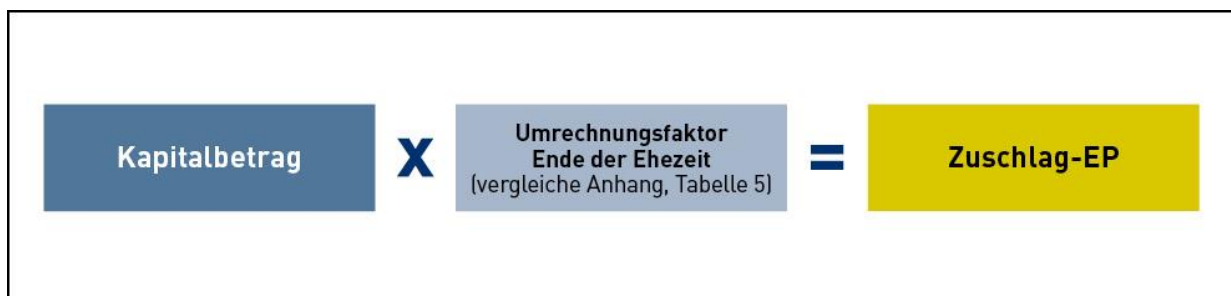 Kapitalbetrag
X
Umrechnungsfaktor
Ende der Ehezeit
(vergleiche Anhang, Tabelle 5)
=
Zuschlag-EP